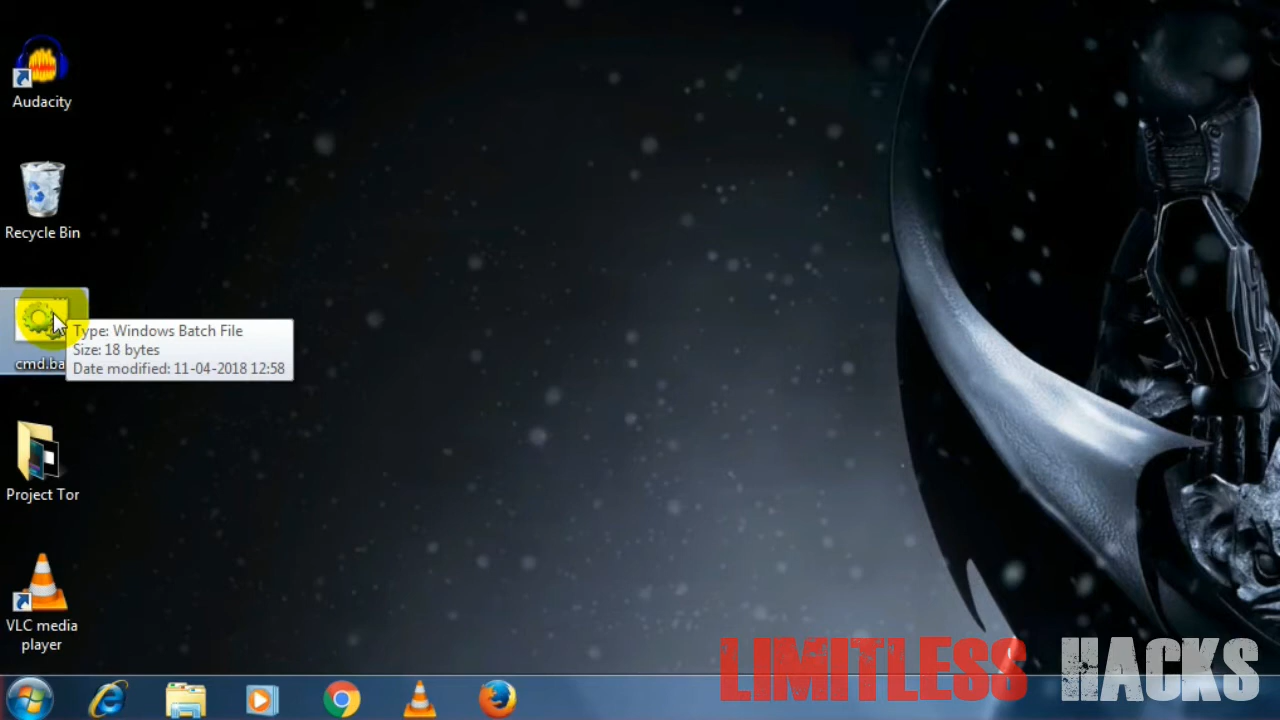 Audacity
Recycle Bin
cmd.ba
Type: Windows Batch File
Size: 18 bytes
Date modified: 11-04-2018 12:58
Project Tor
VLC media
player
LIMITLESS HACKS